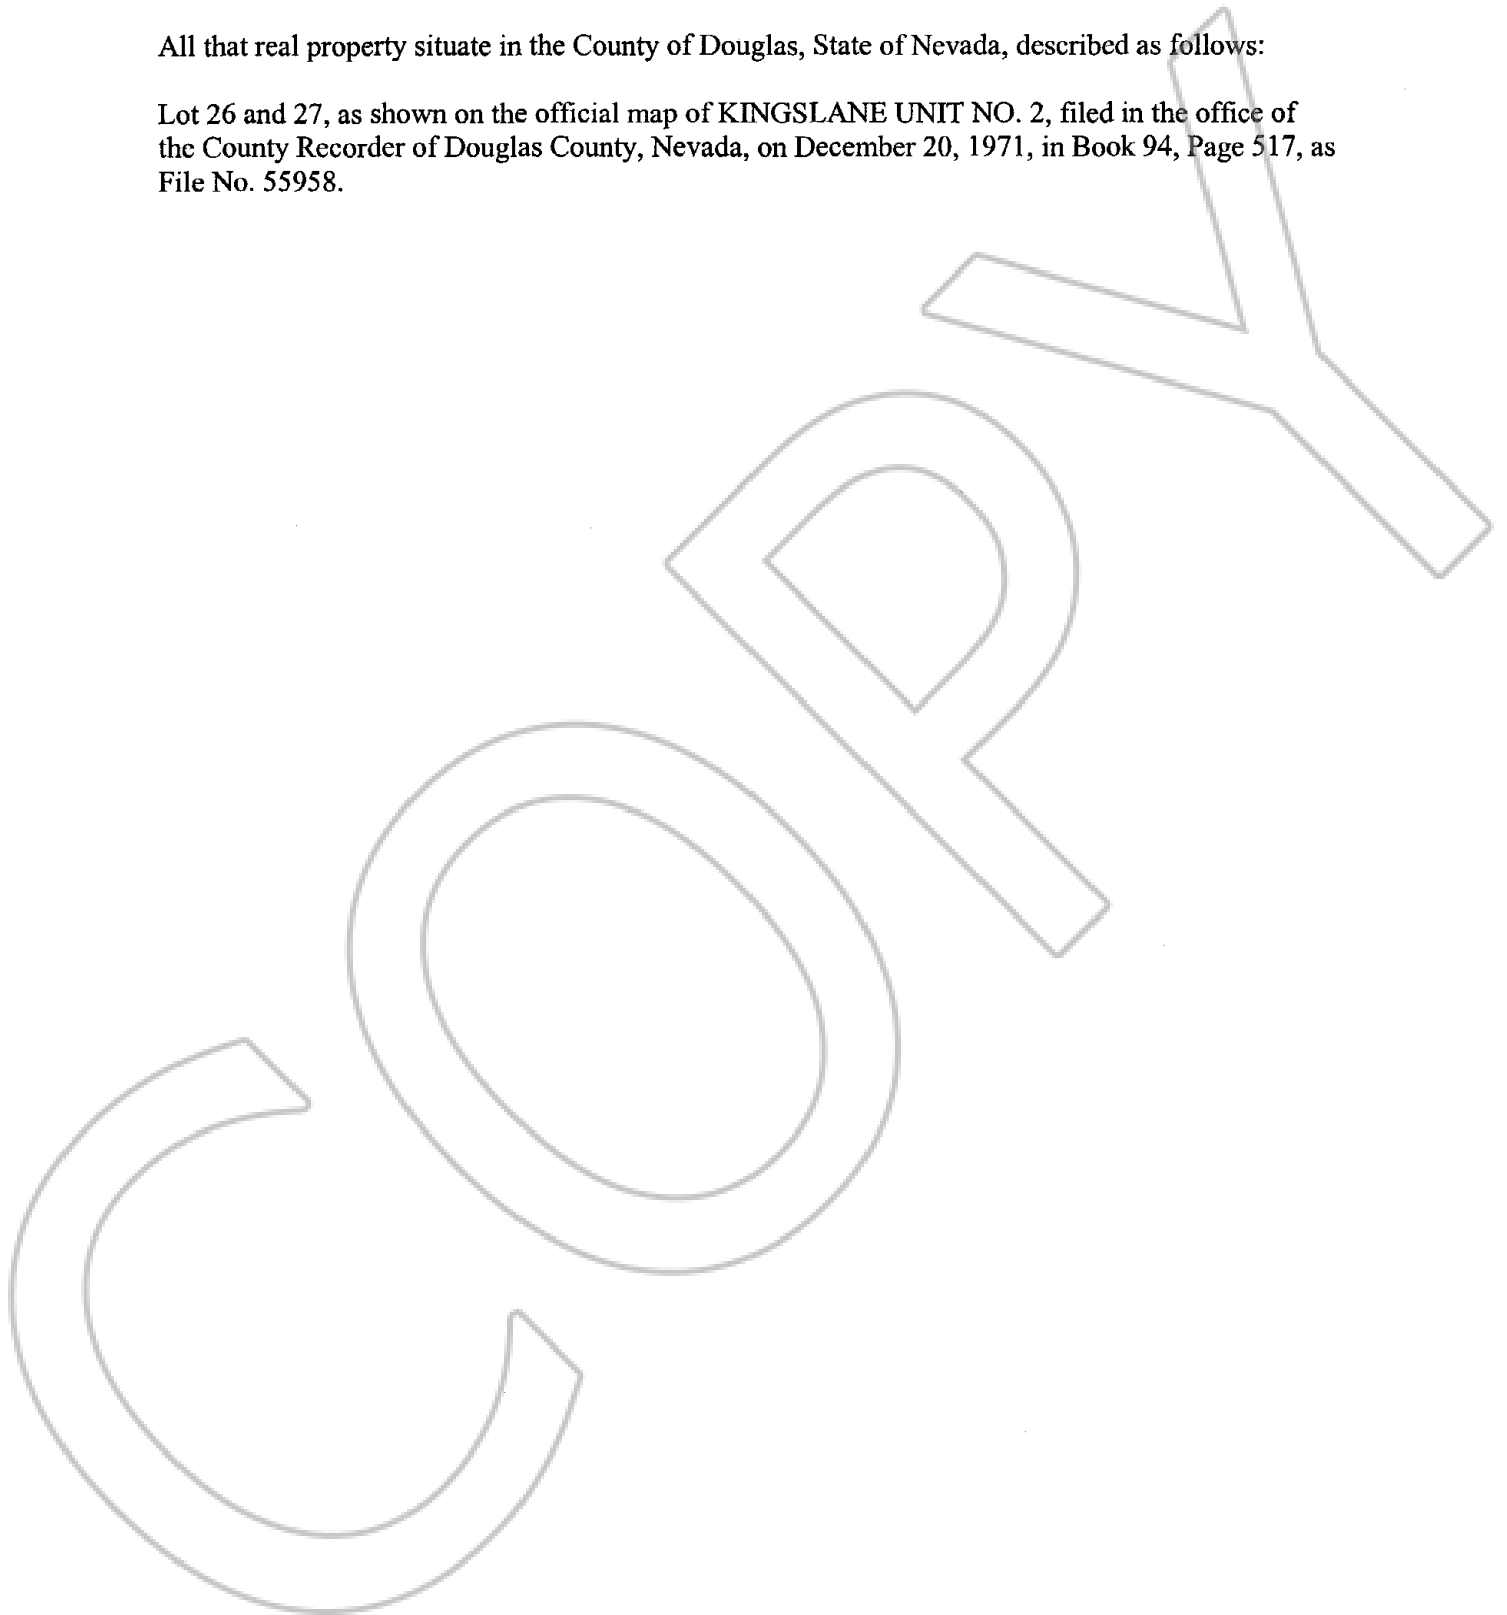 All that real property situate in the County of Douglas, State of Nevada, described as follows:
Lot 26 and 27, as shown on the official map of KINGSLANE UNIT NO. 2, filed in the office of
the County Recorder of Douglas County, Nevada, on December 20, 1971, in Book 94, Page 517, as
File No. 55958.
COPY